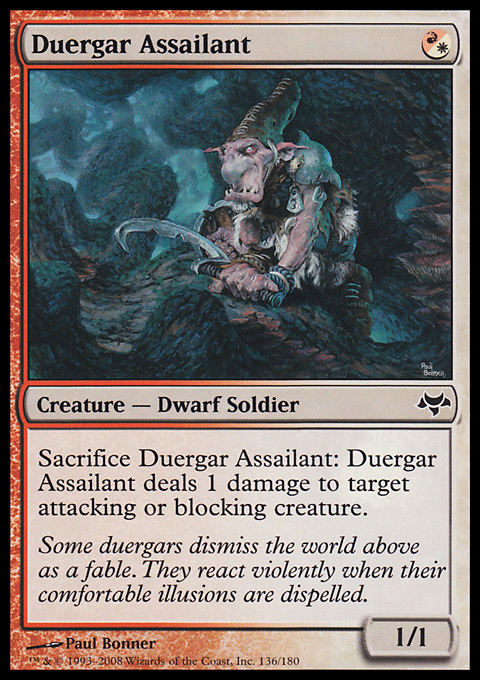 Duergar Assailant
Paul
Bonner.
Creature — Dwarf Soldier
Sacrifice Duergar Assailant: Duergar
Assailant deals 1 damage to target
attacking or blocking creature.
Some duergars dismiss the world above
as a fable. They react violently when their
comfortable illusions are dispelled.
Paul Bonner
1/1
™ & © 1993–2008 Wizards of the Coast, Inc. 136/180